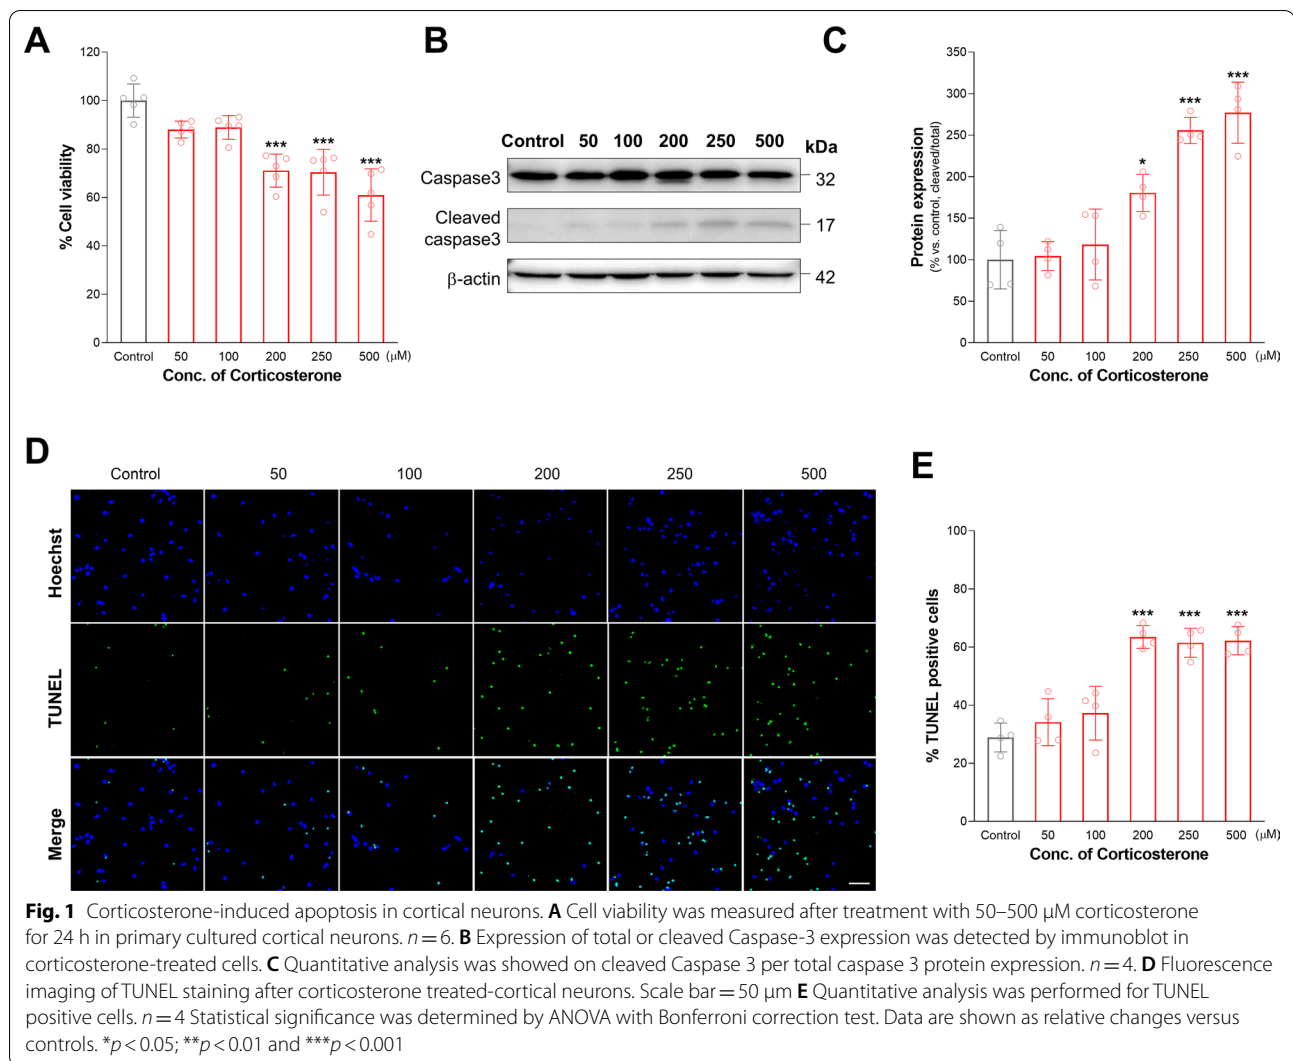 A
120
100
80
60
40
20
0
% Cell viability
***
***
***
Control 50 100 200 250 500 (μM)
Conc. of Corticosterone
B
Control 50 100 200 250 500 kDa
Caspase3 32
Cleaved
caspase3 17
β-actin 42
C
350
300
250
200
150
100
50
0
Protein expression
(% vs. control, cleaved/total)
*
***
***
Control 50 100 200 250 500 (μM)
Conc. of Corticosterone
D
Control 50 100 200 250 500
Hoechst
TUNEL
Merge
E
100
80
60
40
20
0
% TUNEL positive cells
*** *** ***
Control 50 100 200 250 500 (μM)
Conc. of Corticosterone
Fig. 1 Corticosterone-induced apoptosis in cortical neurons. A Cell viability was measured after treatment with 50–500 μM corticosterone
for 24 h in primary cultured cortical neurons. n = 6. B Expression of total or cleaved Caspase-3 expression was detected by immunoblot in
corticosterone-treated cells. C Quantitative analysis was showed on cleaved Caspase 3 per total caspase 3 protein expression. n = 4. D Fluorescence
imaging of TUNEL staining after corticosterone treated-cortical neurons. Scale bar = 50 μm E Quantitative analysis was performed for TUNEL
positive cells. n = 4 Statistical significance was determined by ANOVA with Bonferroni correction test. Data are shown as relative changes versus
controls. *p < 0.05; **p < 0.01 and ***p < 0.001